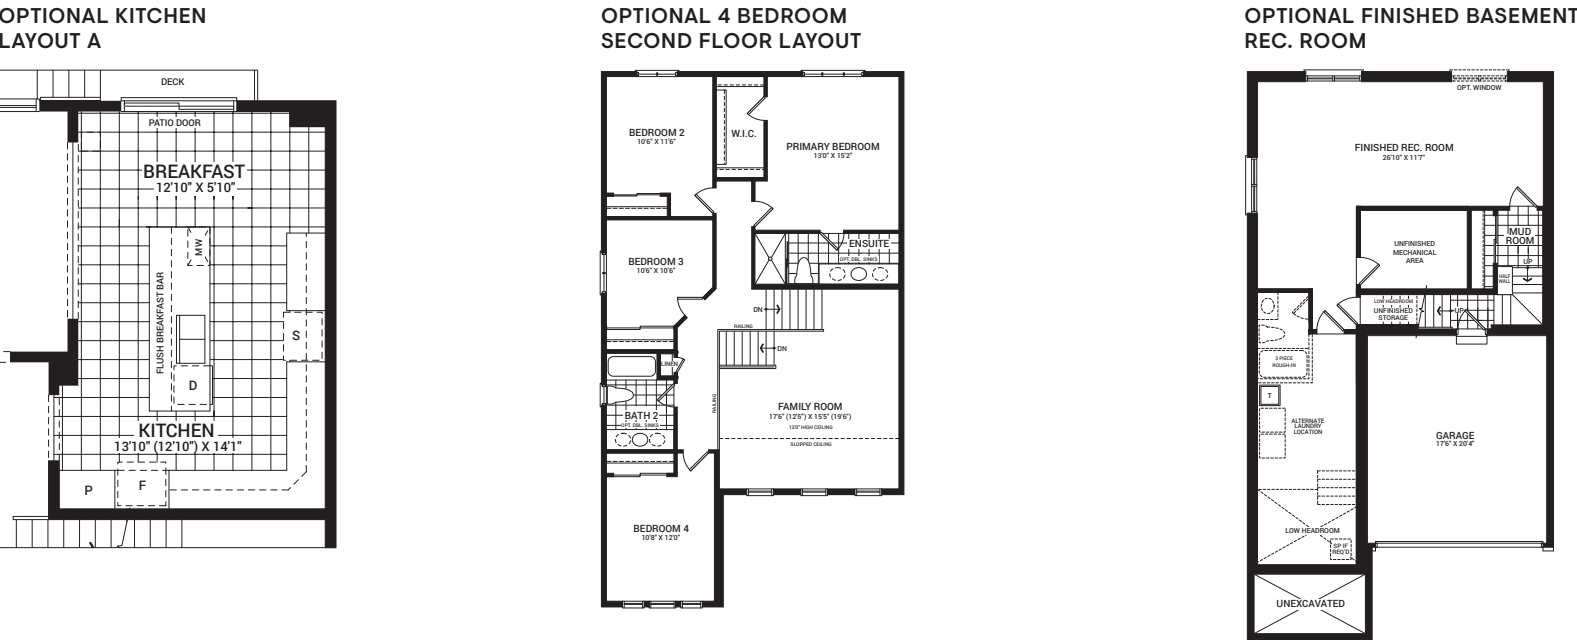 OPTIONAL KITCHEN
LAYOUT A
DECK
PATIO DOOR
BREAKFAST
12'10" X 5'10"
MW
FLUSH BREAKFAST BAR
S
D
KITCHEN
13'10" (12'10") X 14'1"
P
F
OPTIONAL 4 BEDROOM
SECOND FLOOR LAYOUT
BEDROOM 2
10'6" X 11'6"
W.I.C.
PRIMARY BEDROOM
13'0" X 15'2"
BEDROOM 3
10'6" X 10'6"
ENSUITE
OPT. DBL. SINKS
DN
RAILING
DN
LINEN
RAILING
BATH 2
OPT. DBL. SINKS
FAMILY ROOM
17'6" (12'5") X 15'5" (19'6")
13'0" HIGH CEILING
SLOPPED CEILING
BEDROOM 4
10'8" X 12'0"
OPTIONAL FINISHED BASEMENT
REC. ROOM
OPT. WINDOW
FINISHED REC. ROOM
26'10" X 11'7"
UNFINISHED
MECHANICAL
AREA
MUD
ROOM
UP
HALF
WALL
LOW HEADROOM
UNFINISHED
STORAGE
UP
3 PIECE
ROUGH-IN
T
ALTERNATE
LAUNDRY
LOCATION
GARAGE
17'6" X 20'4"
LOW HEADROOM
SP IF
REQ'D
UNEXCAVATED